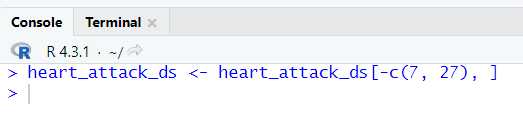 Console Terminal
R R 4.3.1 · ~/
> heart_attack_ds <- heart_attack_ds[-c(7, 27), ]
>